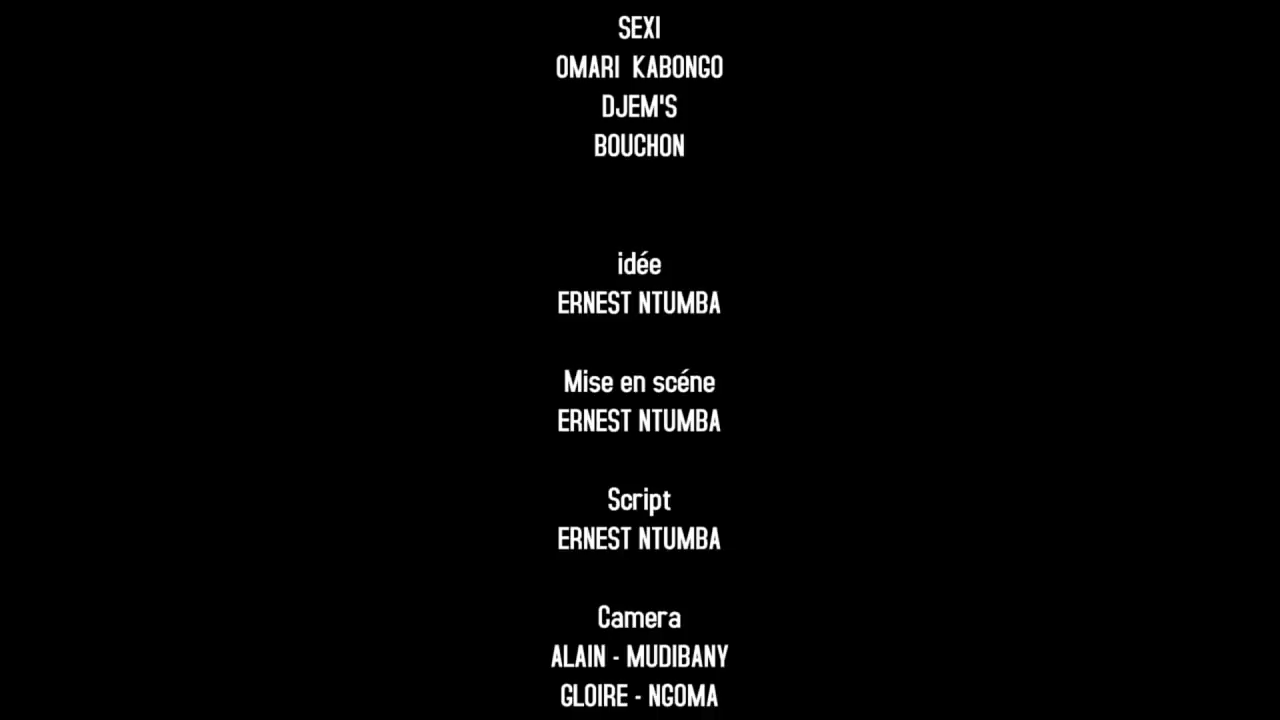 SEXI
OMARI KABONGO
DJEM'S
BOUCHON
idée
ERNEST NTUMBA
Mise en scéne
ERNEST NTUMBA
Script
ERNEST NTUMBA
Camera
ALAIN - MUDIBANY
GLOIRE - NGOMA